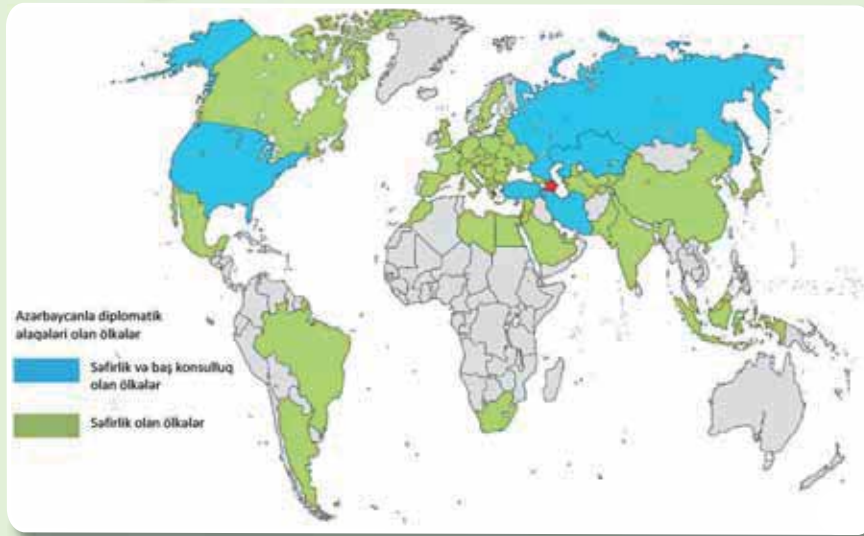 Azərbaycanla diplomatik
əlaqələri olan ölkələr
Səfirlik və baş konsulluq
olan ölkələr
Səfirlik olan ölkələr